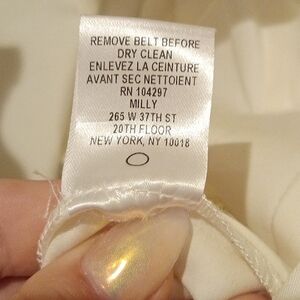 REMOVE BELT BEFORE
DRY CLEAN
ENLEVEZ LA CEINTURE
AVANT SEC NETTOIENT
RN 104297
MILLY
265 W 37TH ST
20TH FLOOR
NEW YORK, NY 10018